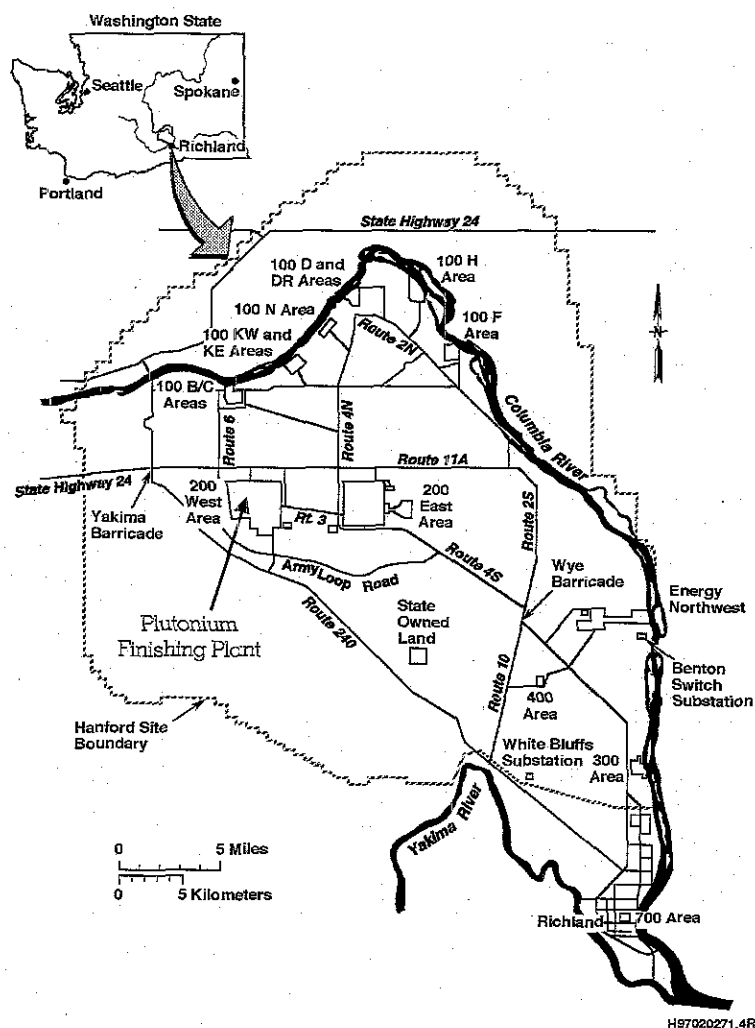 Washington State
Seattle
Spokane
Richland
Portland
State Highway 24
100 D and
DR Areas
100 H
Area
100 N Area
100 F
Area
100 KW and
KE Areas
Route 2N
N
100 B/C
Areas
Route 6
Route 4N
Columbia River
Route 11A
State Highway 24
200
West
Area
200
East
Area
Rt. 3
Route 2S
Yakima
Barricade
Army Loop Road
Route 4S
Wye
Barricade
Energy
Northwest
Plutonium
Finishing Plant
Route 240
State
Owned
Land
Route 10
Benton
Switch
Substation
400
Area
Hanford Site
Boundary
White Bluffs
Substation
300
Area
Yakima River
0 5 Miles
0 5 Kilometers
Richland
700 Area
H97020271.4R